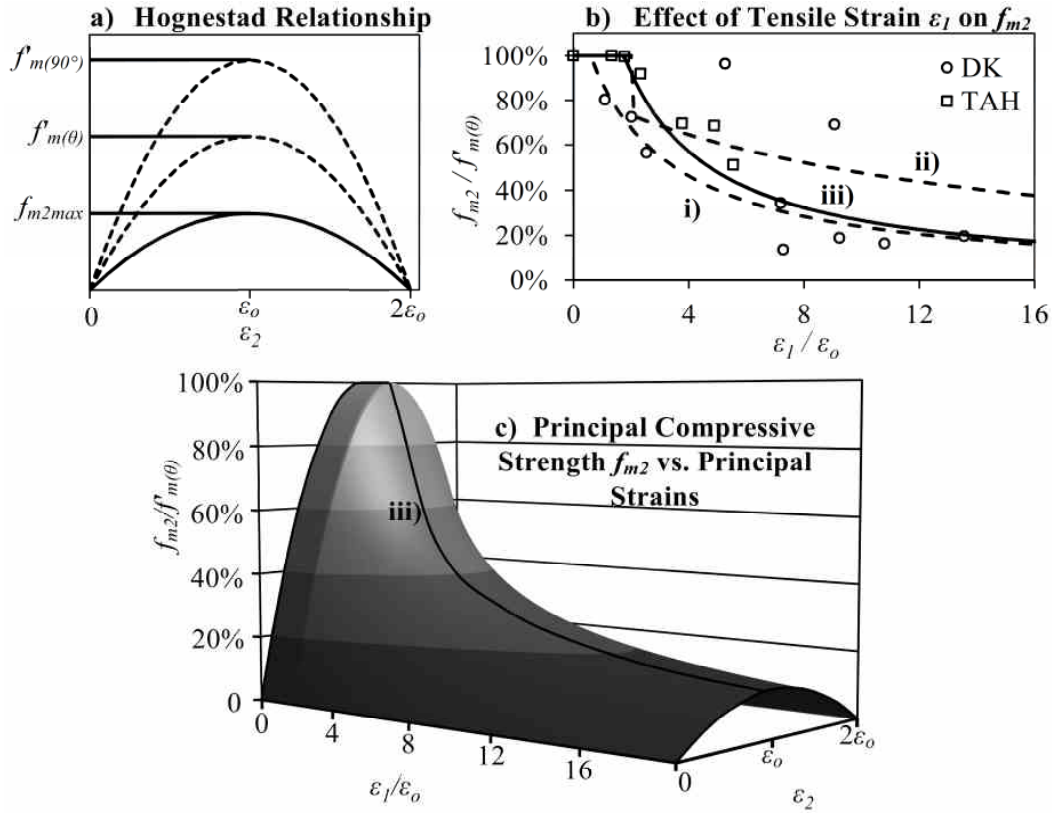 a) Hognestad Relationship
f'm(90°)
f'm(θ)
fm2max
0
εo
2εo
ε2
b) Effect of Tensile Strain ε1 on fm2
100%
80%
60%
40%
20%
0%
fm2 / f'm(θ)
DK
TAH
i)
ii)
iii)
0
4
8
12
16
ε1 / εo
c) Principal Compressive
Strength fm2 vs. Principal
Strains
100%
80%
60%
40%
20%
0
fm2/f'm(θ)
iii)
0
4
8
12
16
ε1/εo
0
εo
2εo
ε2